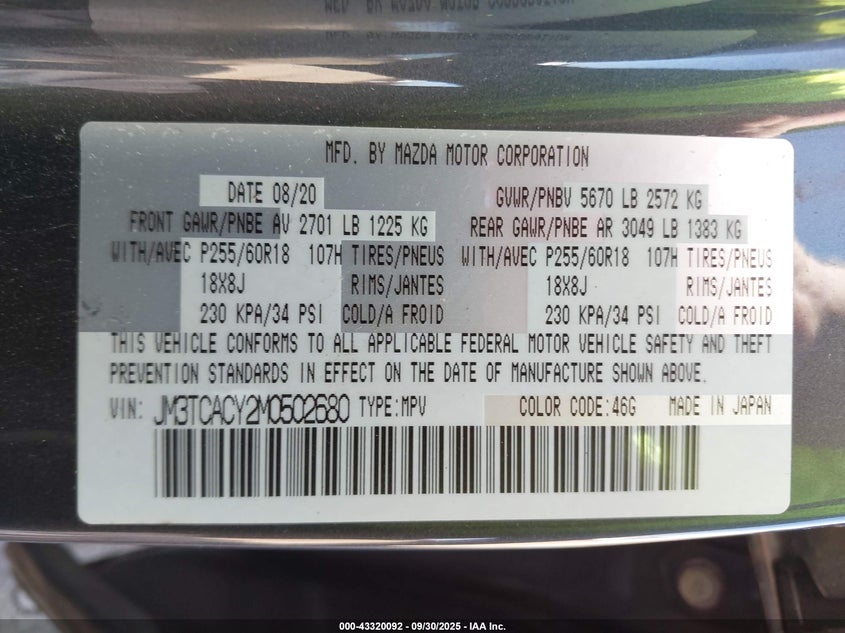 MFD. BY MAZDA MOTOR CORPORATION
DATE 08/20 GVWR/PNBV 5670 LB 2572 KG
FRONT GAWR/PNBE AV 2701 LB 1225 KG REAR GAWR/PNBE AR 3049 LB 1383 KG
WITH/AVEC P255/60R18 107H TIRES/PNEUS WITH/AVEC P255/60R18 107H TIRES/PNEUS
18X8J RIMS/JANTES 18X8J RIMS/JANTES
230 KPA/34 PSI COLD/A FROID 230 KPA/34 PSI COLD/A FROID
THIS VEHICLE CONFORMS TO ALL APPLICABLE FEDERAL MOTOR VEHICLE SAFETY AND THEFT
PREVENTION STANDARDS IN EFFECT ON THE DATE OF MANUFACTURE SHOWN ABOVE.
VIN: JM3TCACY2M0502680 TYPE:MPV COLOR CODE:46G MADE IN JAPAN
000-43320092 - 09/30/2025 - IAA Inc.